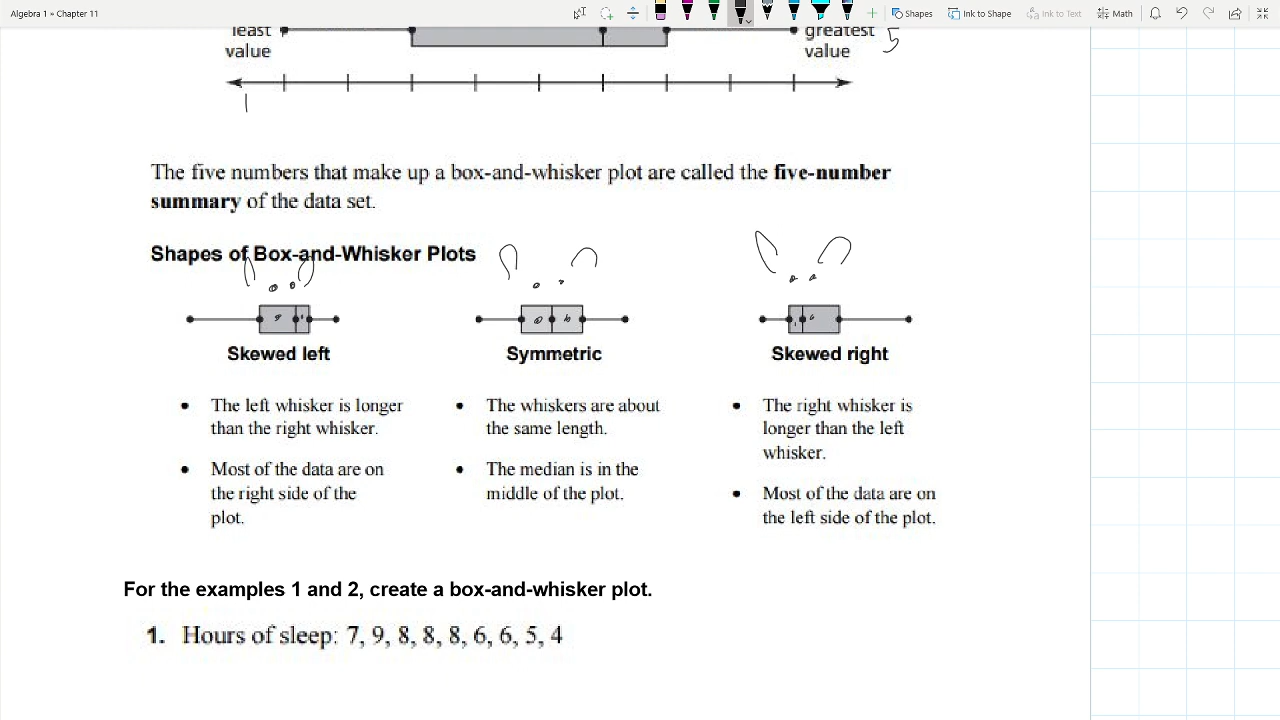 Algebra 1 » Chapter 11
Shapes
Ink to Shape
Ink to Text
Math
least
value
greatest
value
5
1
The five numbers that make up a box-and-whisker plot are called the five-number
summary of the data set.
Shapes of Box-and-Whisker Plots
Skewed left
Symmetric
Skewed right
• The left whisker is longer
than the right whisker.
• Most of the data are on
the right side of the
plot.
• The whiskers are about
the same length.
• The median is in the
middle of the plot.
• The right whisker is
longer than the left
whisker.
• Most of the data are on
the left side of the plot.
For the examples 1 and 2, create a box-and-whisker plot.
1. Hours of sleep: 7, 9, 8, 8, 8, 6, 6, 5, 4